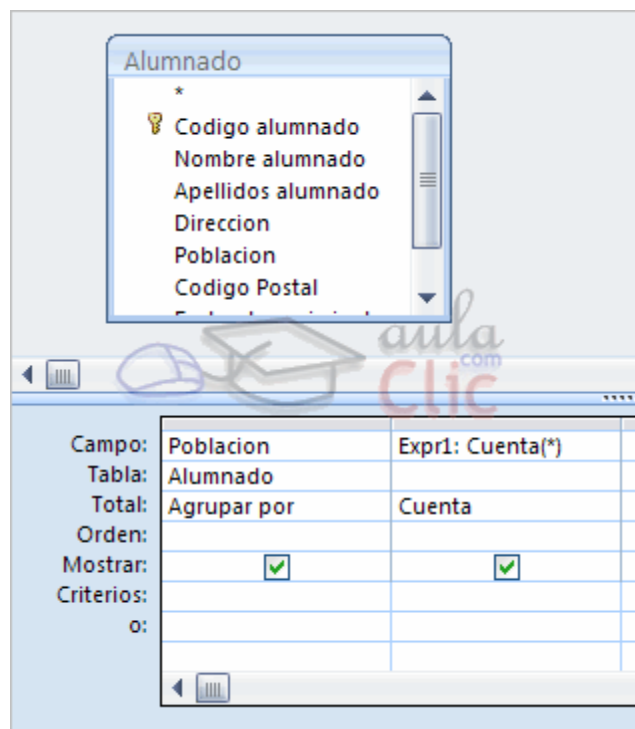 Alumnado
*
Codigo alumnado
Nombre alumnado
Apellidos alumnado
Direccion
Poblacion
Codigo Postal
aula
Clic
.com
Campo: Poblacion Expr1: Cuenta(*)
Tabla: Alumnado
Total: Agrupar por Cuenta
Orden:
Mostrar:
Criterios:
o: